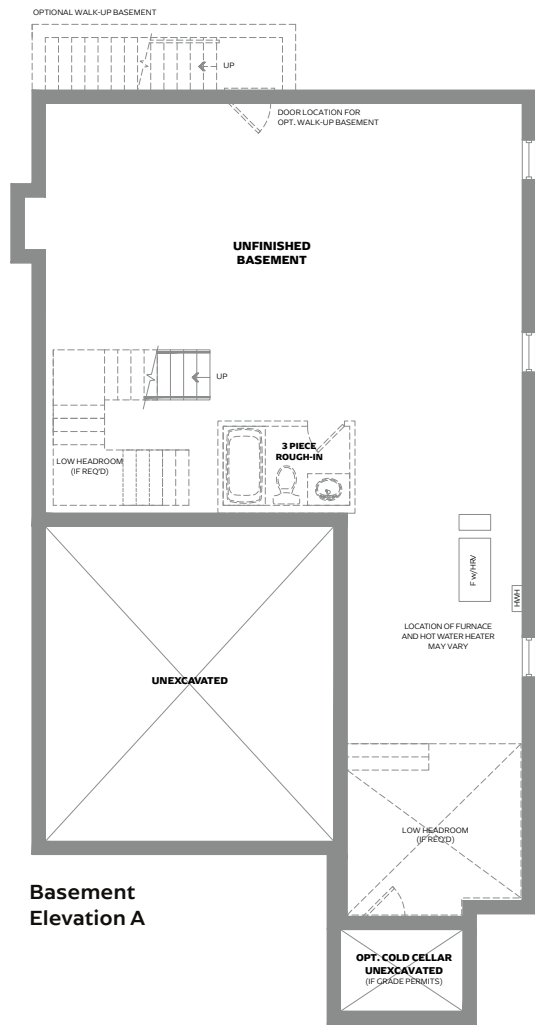 OPTIONAL WALK-UP BASEMENT
UP
DOOR LOCATION FOR
OPT. WALK-UP BASEMENT
UNFINISHED
BASEMENT
UP
LOW HEADROOM
(IF REQ'D)
3 PIECE
ROUGH-IN
F w/HRV
HWH
LOCATION OF FURNACE
AND HOT WATER HEATER
MAY VARY
UNEXCAVATED
LOW HEADROOM
(IF REQ'D)
Basement
Elevation A
OPT. COLD CELLAR
UNEXCAVATED
(IF GRADE PERMITS)